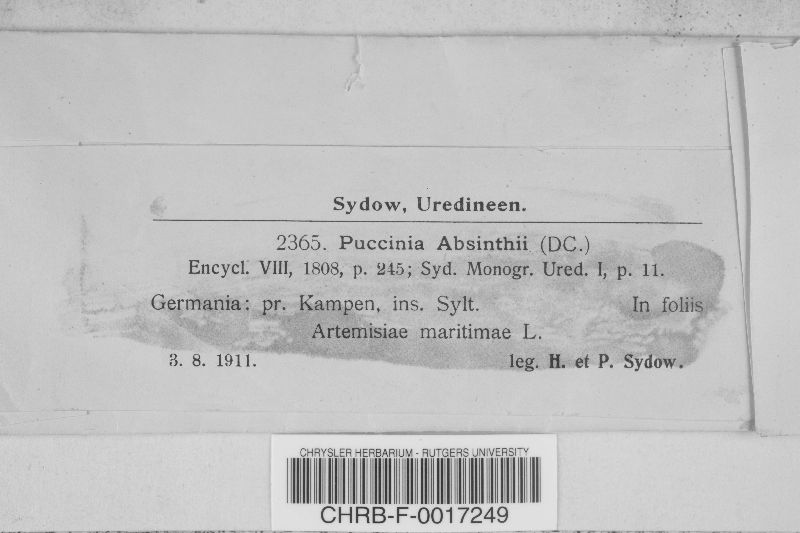 Sydow, Uredineen.
2365. Puccinia Absinthii (DC.)
Encycl. VIII, 1808, p. 245; Syd. Monogr. Ured. I, p. 11.
Germania: pr. Kampen, ins. Sylt. In foliis
Artemisiae maritimae L.
3. 8. 1911. leg. H. et P. Sydow.
CHRYSLER HERBARIUM - RUTGERS UNIVERSITY
CHRB-F-0017249